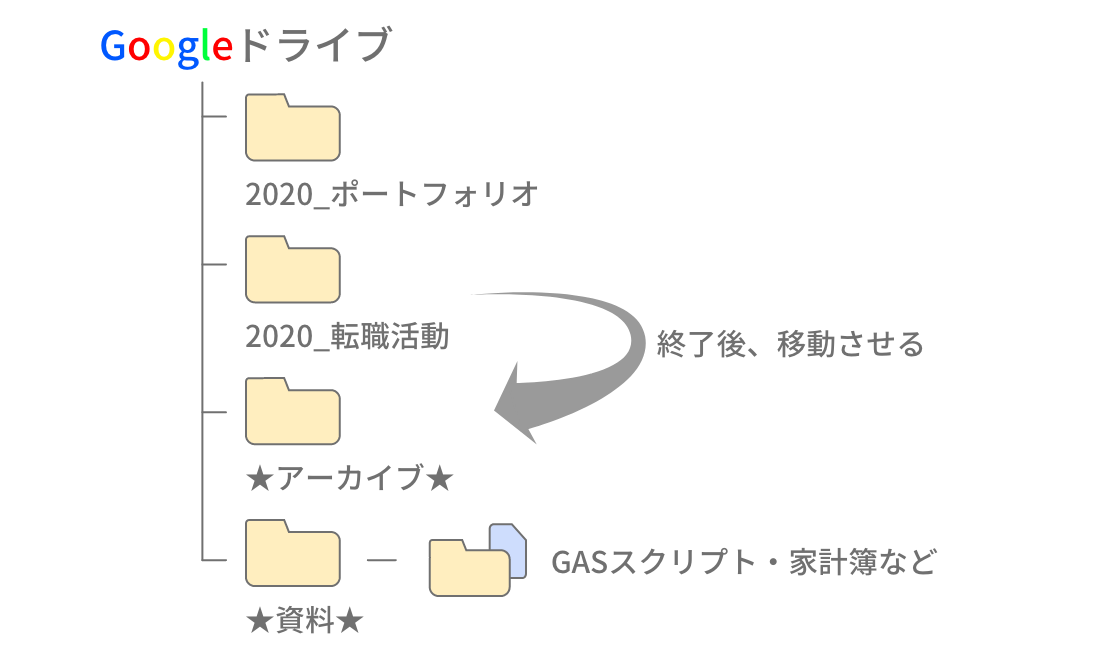 Googleドライブ
2020_ポートフォリオ
2020_転職活動
終了後、移動させる
★アーカイブ★
GASスクリプト・家計簿など
★資料★